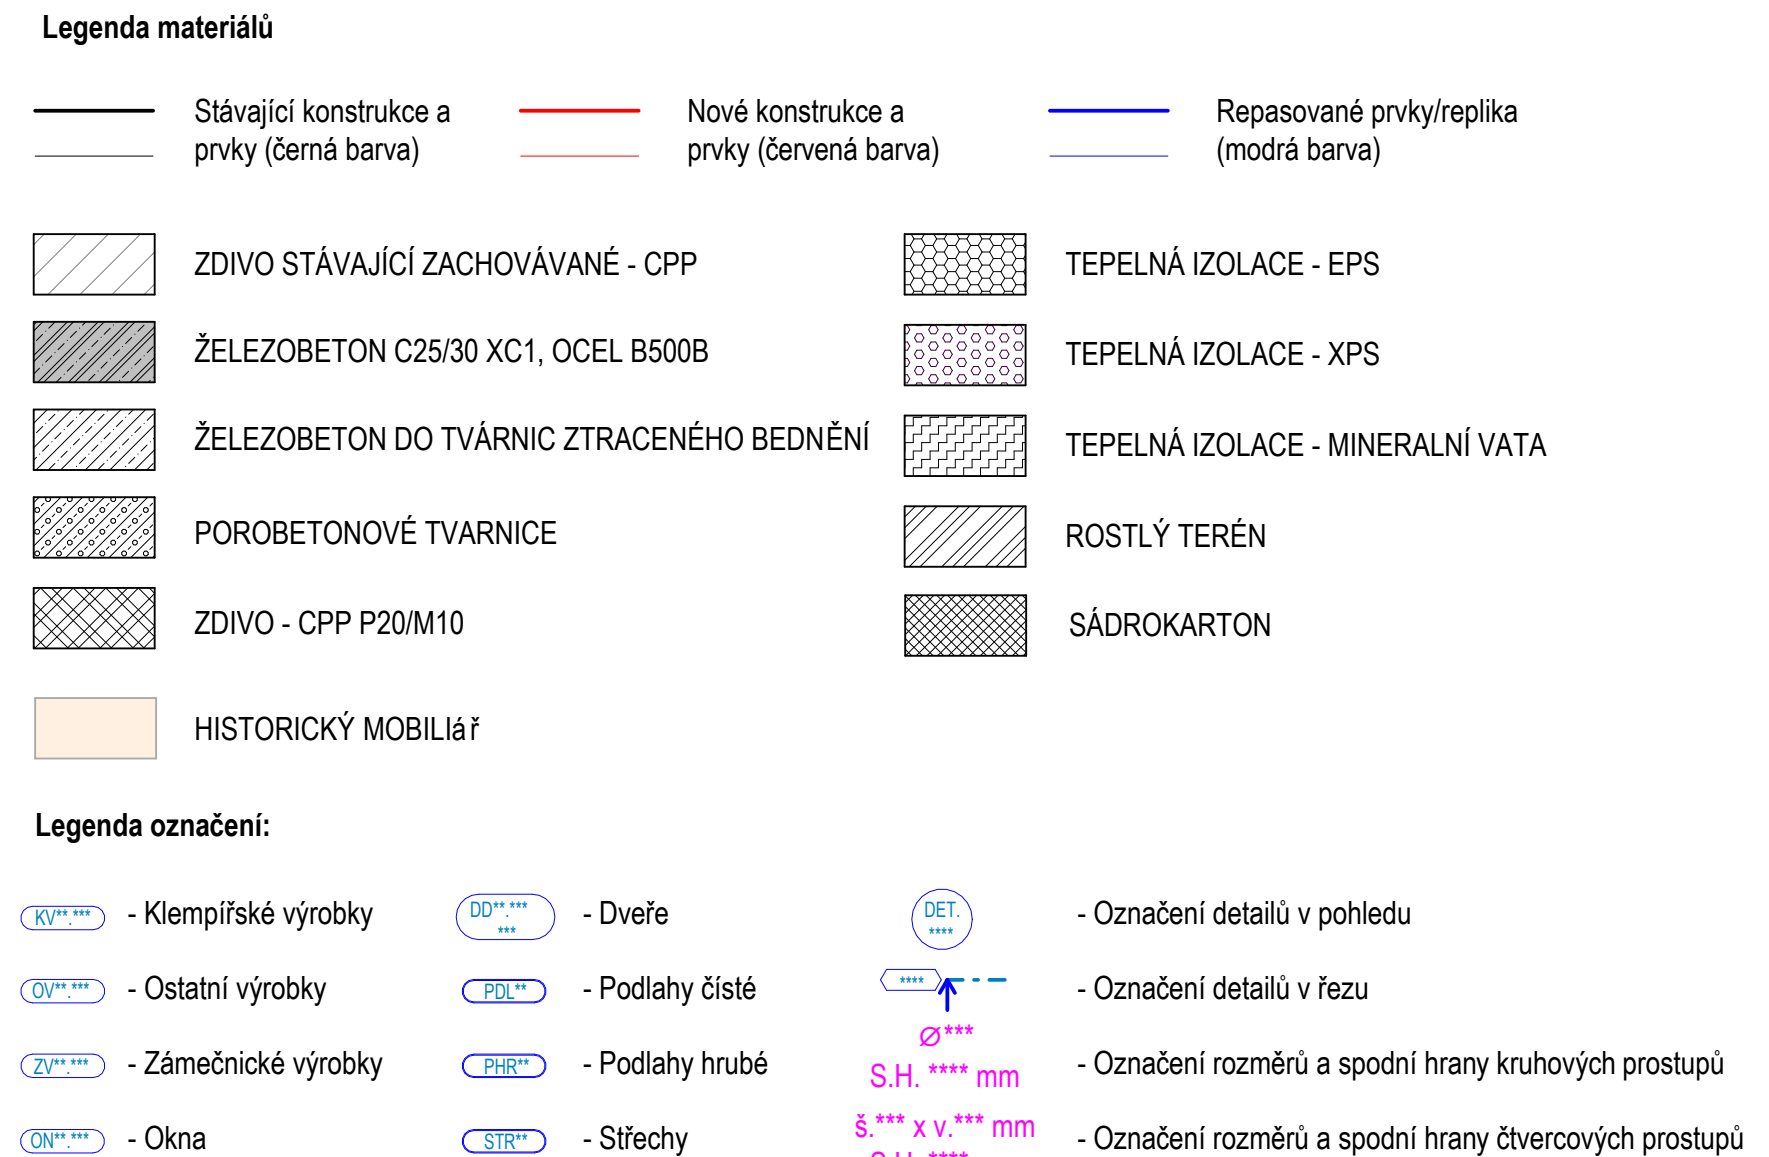 Legenda materiálů
Stávající konstrukce a
prvky (černá barva)
Nové konstrukce a
prvky (červená barva)
Repasované prvky/replika
(modrá barva)
ZDIVO STÁVAJÍCÍ ZACHOVÁVANÉ - CPP
ŽELEZOBETON C25/30 XC1, OCEL B500B
ŽELEZOBETON DO TVÁRNIC ZTRACENÉHO BEDNĚNÍ
POROBETONOVÉ TVARNICE
ZDIVO - CPP P20/M10
HISTORICKÝ MOBILIář
TEPELNÁ IZOLACE - EPS
TEPELNÁ IZOLACE - XPS
TEPELNÁ IZOLACE - MINERALNÍ VATA
ROSTLÝ TERÉN
SÁDROKARTON
Legenda označení:
KV**.*** - Klempířské výrobky
OV**.*** - Ostatní výrobky
ZV**.*** - Zámečnické výrobky
ON**.*** - Okna
DD**.***
*** - Dveře
PDL** - Podlahy čísté
PHR** - Podlahy hrubé
STR** - Střechy
DET.
**** - Označení detailů v pohledu
**** - Označení detailů v řezu
Ø***
S.H. **** mm - Označení rozměrů a spodní hrany kruhových prostupů
š.*** x v.*** mm - Označení rozměrů a spodní hrany čtvercových prostupů